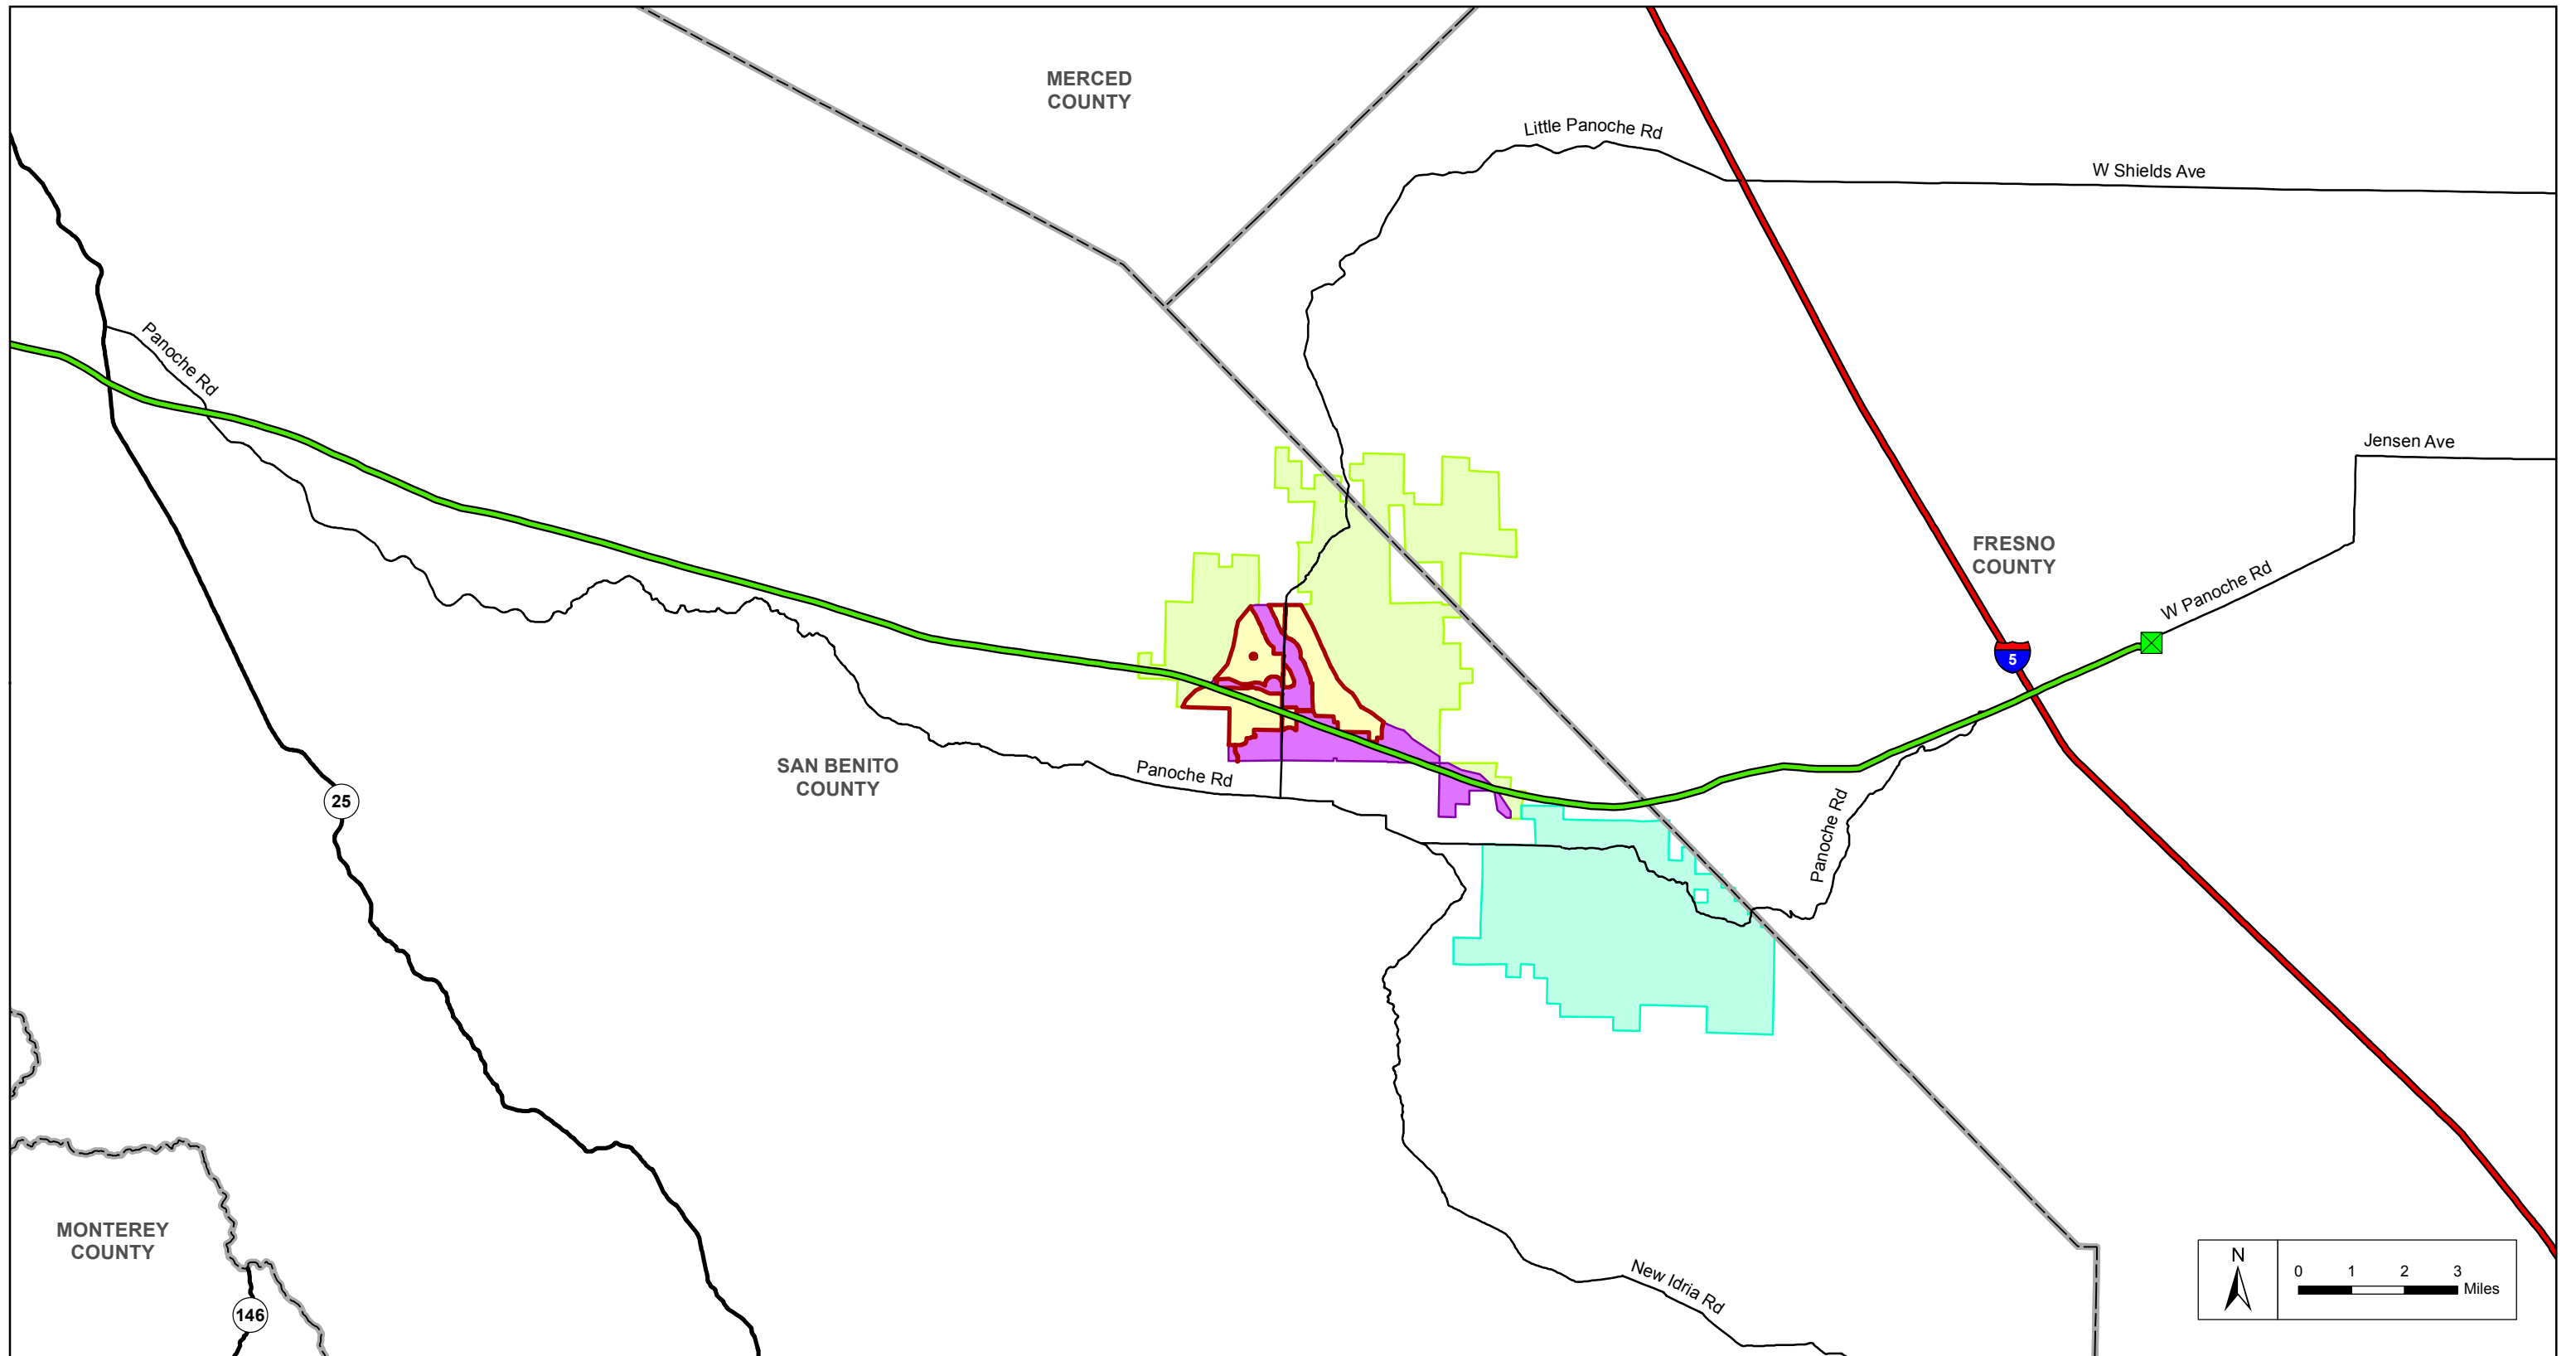 MERCED
COUNTY
Little Panoche Rd
W Shields Ave
Panoche Rd
Jensen Ave
FRESNO
COUNTY
W Panoche Rd
5
SAN BENITO
COUNTY
Panoche Rd
25
Panoche Rd
MONTEREY
COUNTY
146
New Idria Rd
N
0 1 2 3
Miles